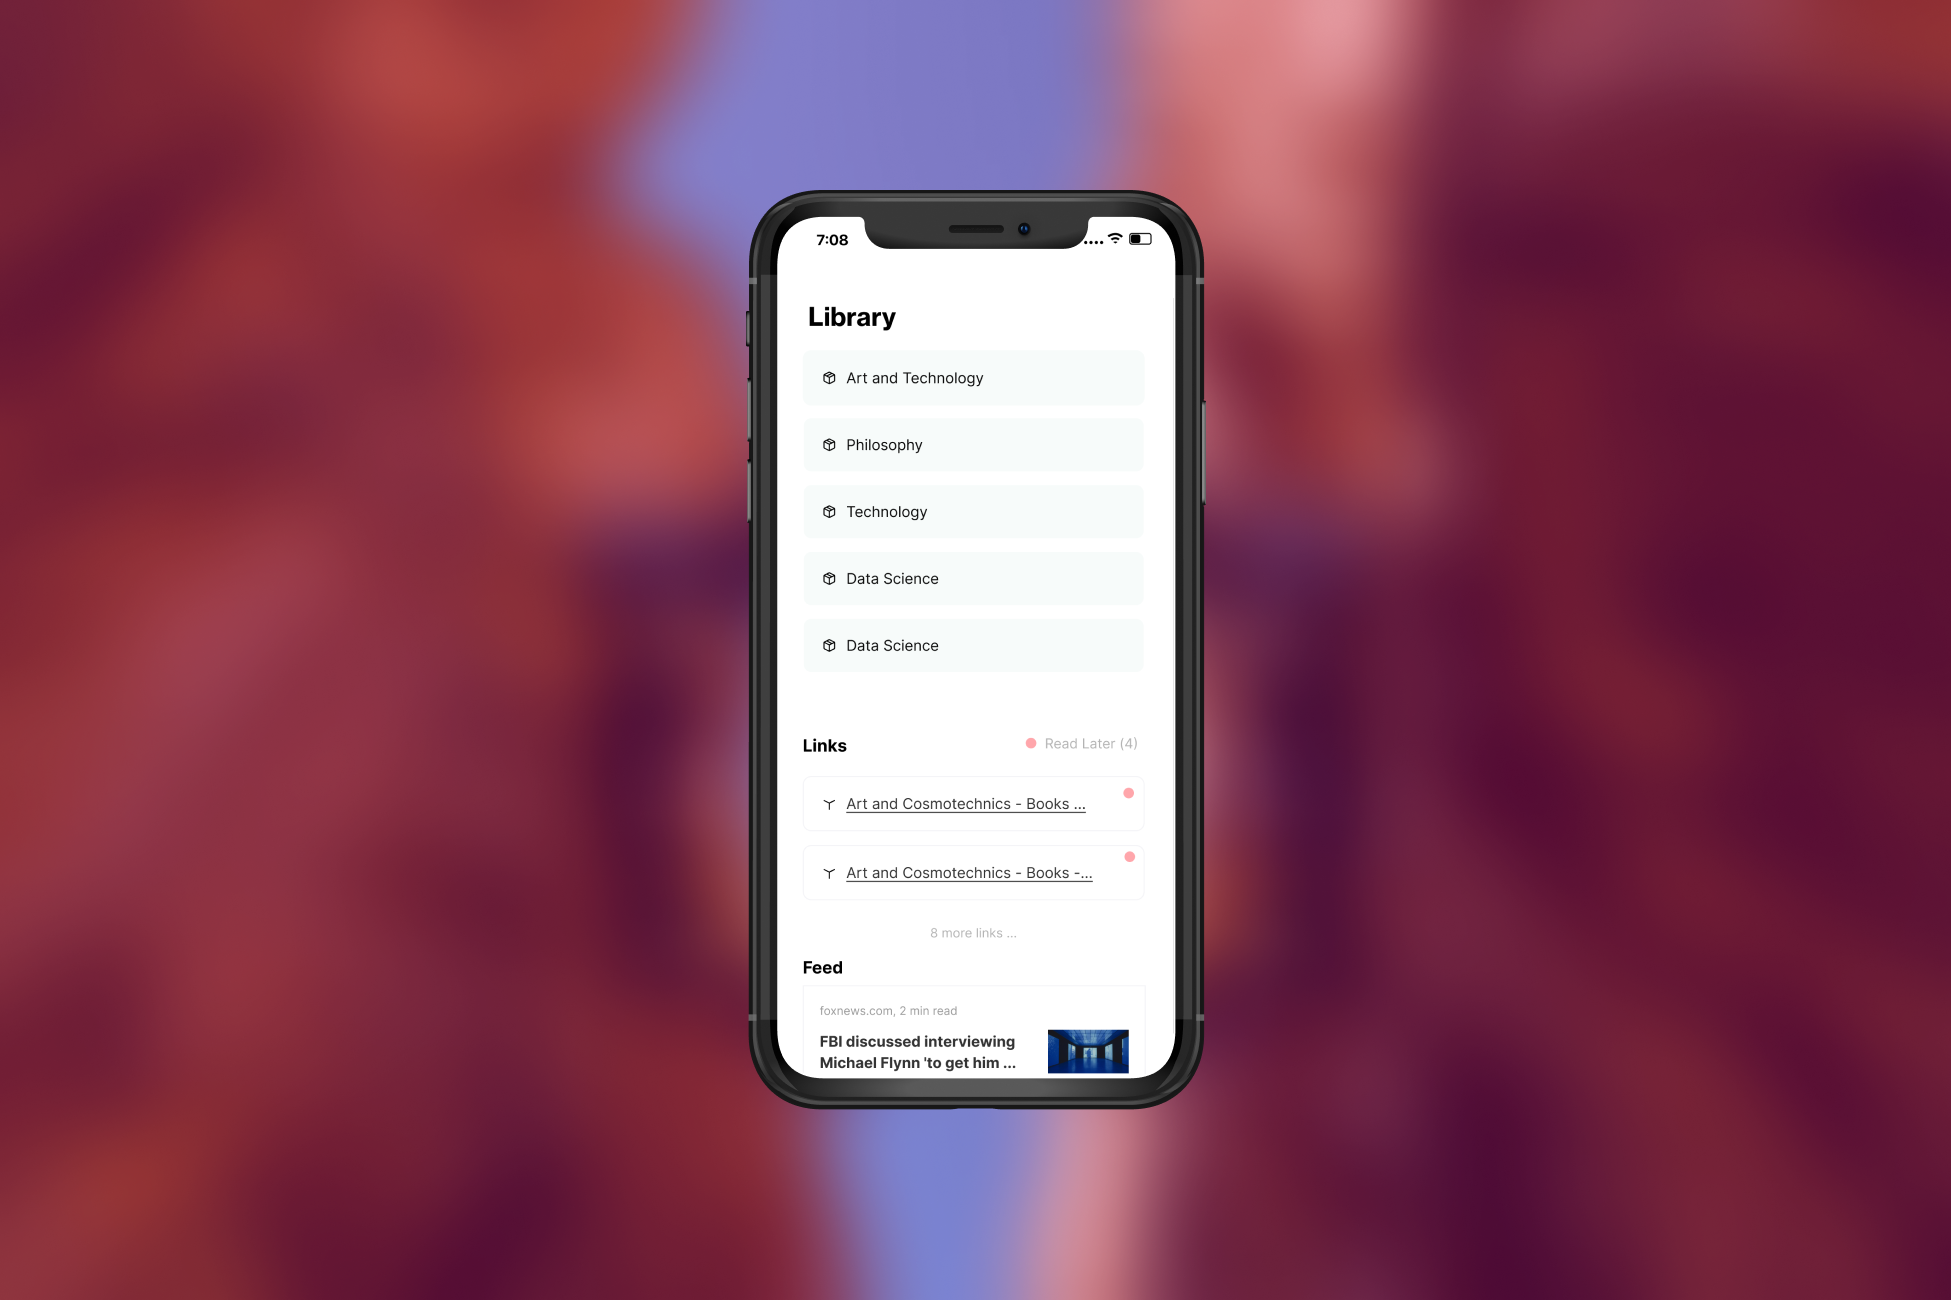 7:08
Library
Art and Technology
Philosophy
Technology
Data Science
Data Science
Links
Read Later (4)
Art and Cosmotechnics - Books ...
Art and Cosmotechnics - Books -...
8 more links ...
Feed
foxnews.com, 2 min read
FBI discussed interviewing
Michael Flynn 'to get him ...